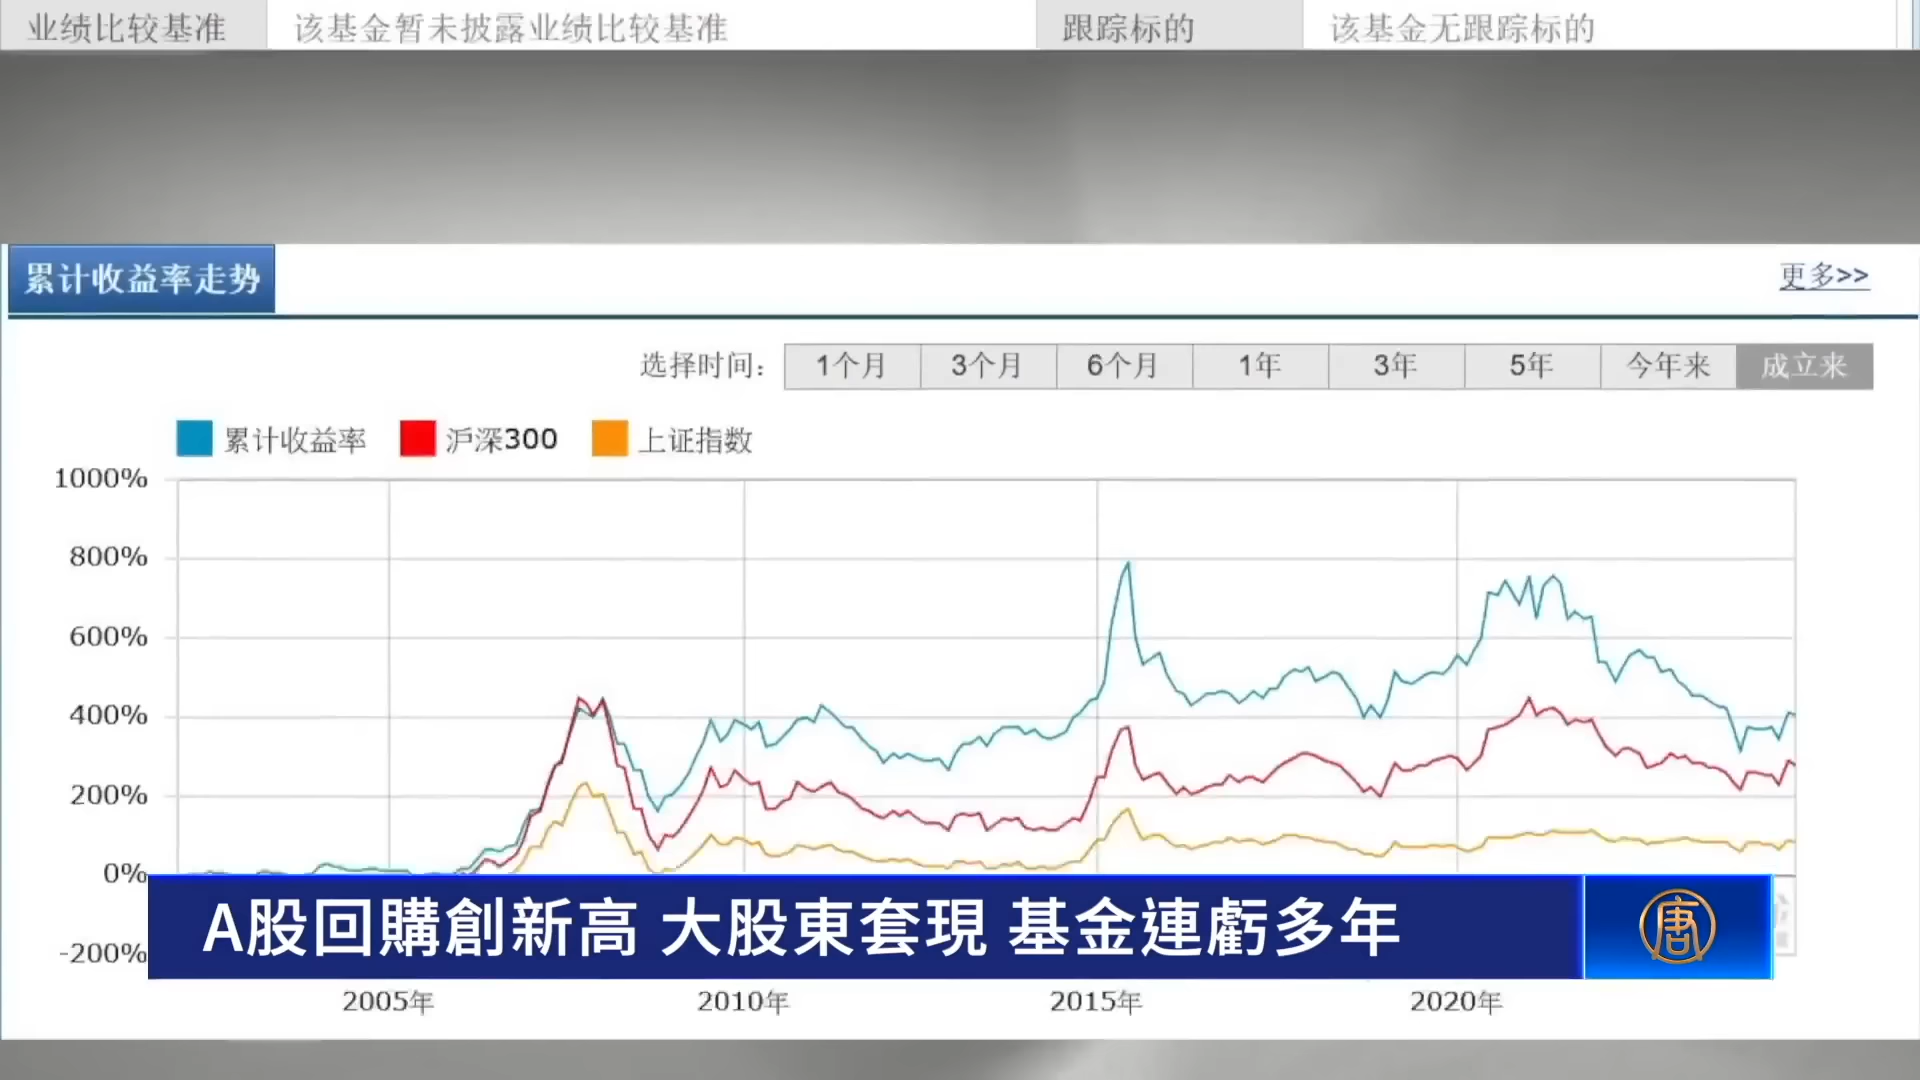 业绩比较基准 该基金暂未披露业绩比较基准 跟踪标的 该基金无跟踪标的
累计收益率走势 更多>>
选择时间： 1个月 3个月 6个月 1年 3年 5年 今年来 成立来
累计收益率 沪深300 上证指数
1000%
800%
600%
400%
200%
0%
-200%
A股回購創新高 大股東套現 基金連虧多年
唐
2005年 2010年 2015年 2020年